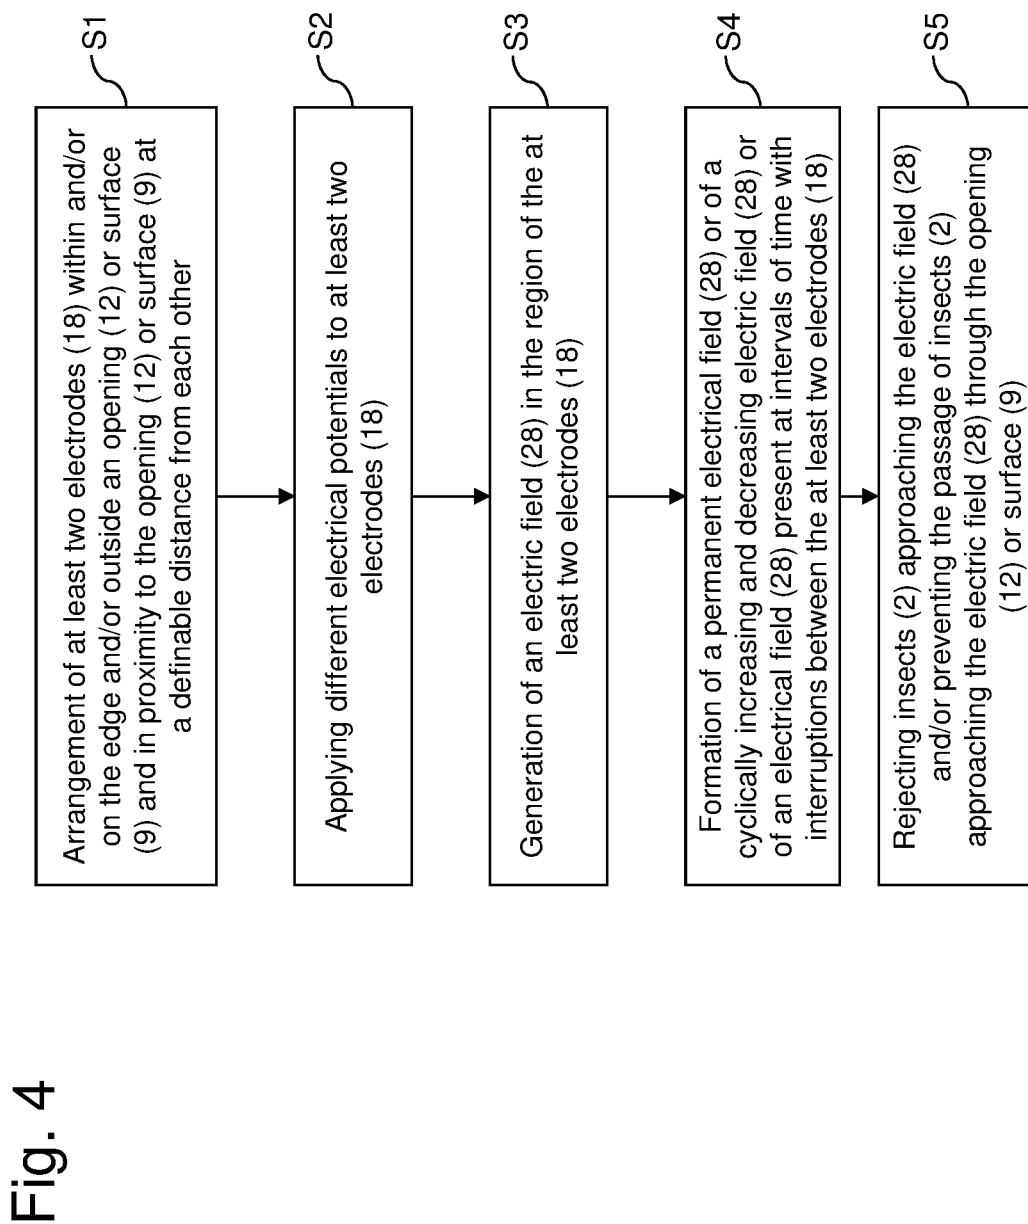 Fig. 4
Arrangement of at least two electrodes (18) within and/or
on the edge and/or outside an opening (12) or surface
(9) and in proximity to the opening (12) or surface (9) at
a definable distance from each other
S1
Applying different electrical potentials to at least two
electrodes (18)
S2
Generation of an electric field (28) in the region of the at
least two electrodes (18)
S3
Formation of a permanent electrical field (28) or of a
cyclically increasing and decreasing electric field (28) or
of an electrical field (28) present at intervals of time with
interruptions between the at least two electrodes (18)
S4
Rejecting insects (2) approaching the electric field (28)
and/or preventing the passage of insects (2)
approaching the electric field (28) through the opening
(12) or surface (9)
S5